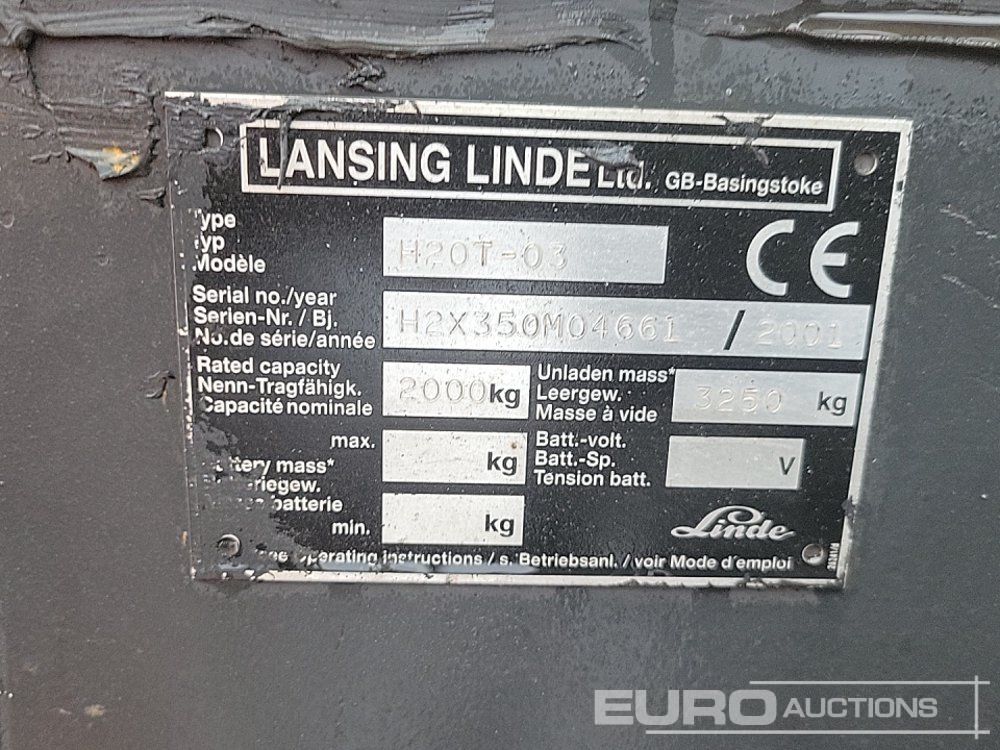 LANSING LINDE Ltd. GB-Basingstoke
Type
Typ
Modèle
H20T-03
CE
Serial no./year
Serien-Nr. / Bj.
No. de série/année
H2X350M04661 / 2001
Rated capacity
Nenn-Tragfähigk.
Capacité nominale
2000 kg
Unladen mass*
Leergew.
Masse à vide
3250 kg
max.
kg
Battery mass*
min.
kg
batterie
Batt.-volt.
Batt.-Sp.
Tension batt.
V
Linde
Operating instructions / s. Betriebsanl. / voir Mode d'emploi
EURO AUCTIONS